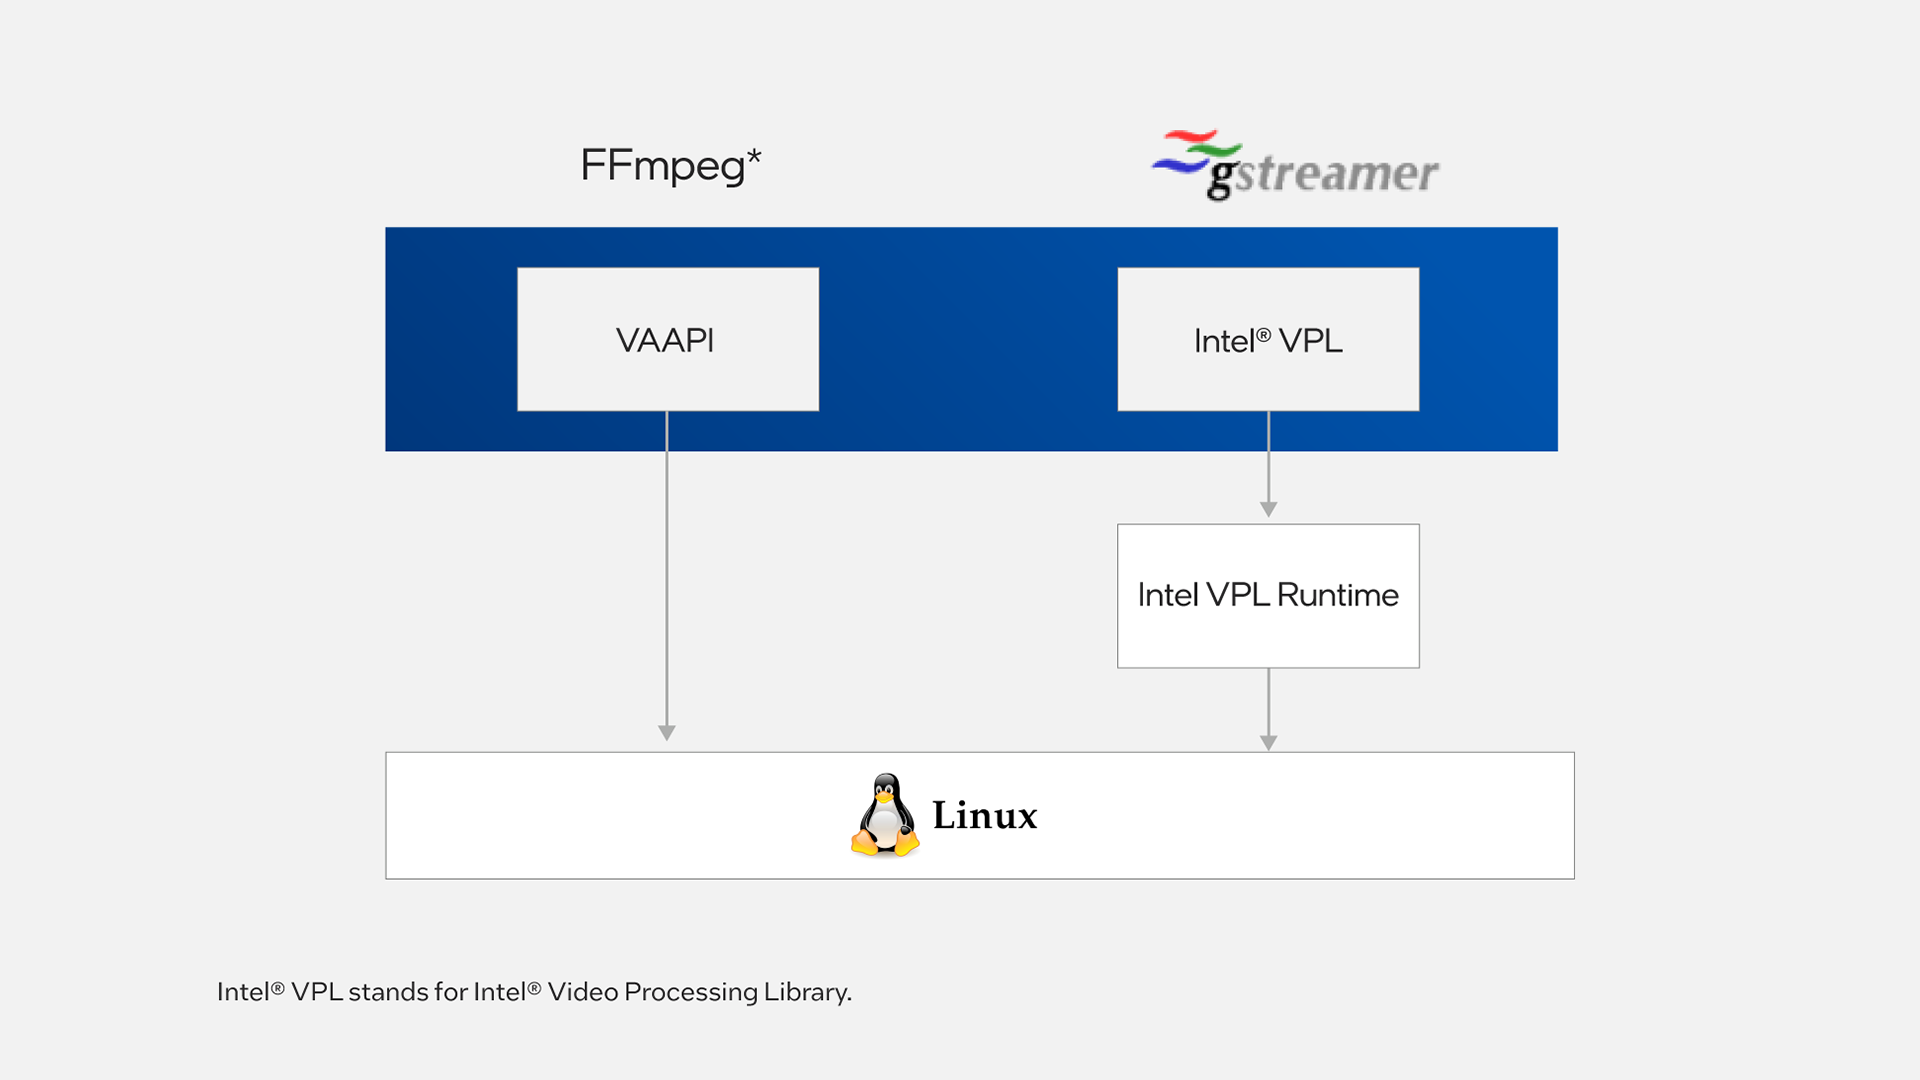 FFmpeg*
gstreamer
VAAPI
Intel® VPL
Intel VPL Runtime
Linux
Intel® VPL stands for Intel® Video Processing Library.